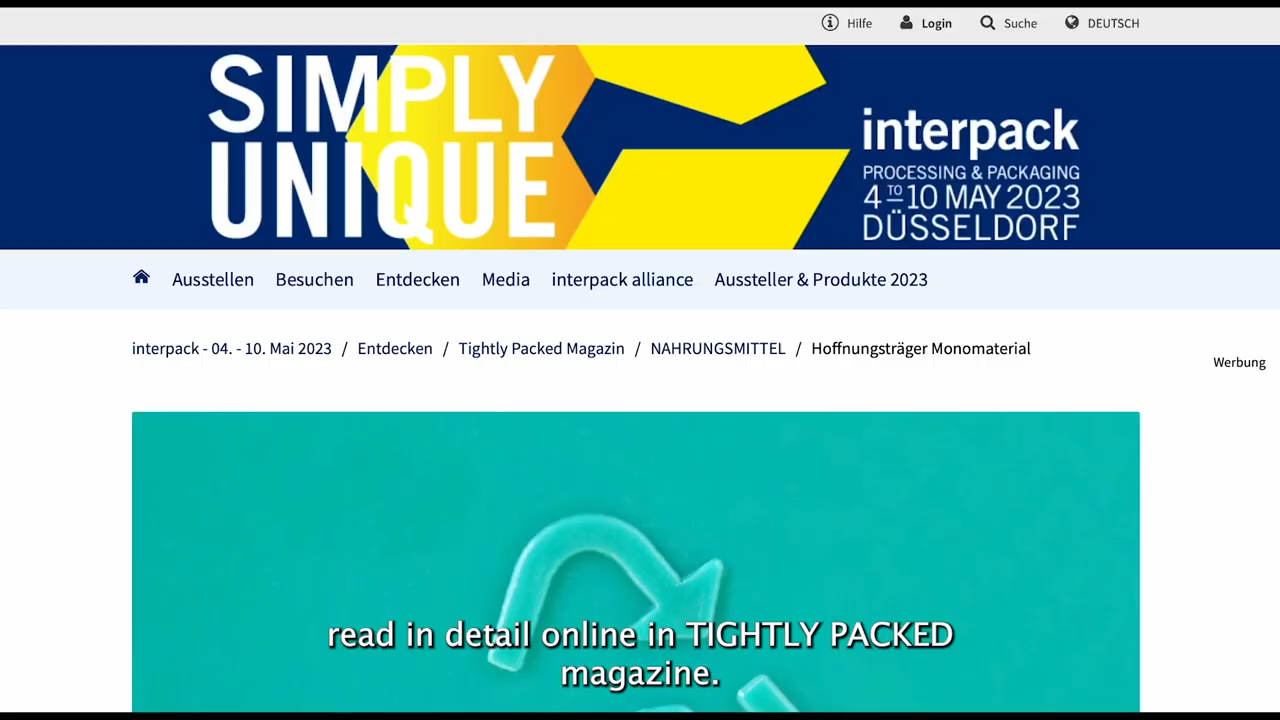 Hilfe
Login
Suche
DEUTSCH
SIMPLY
UNIQUE
interpack
PROCESSING & PACKAGING
4 TO 10 MAY 2023
DÜSSELDORF
Ausstellen
Besuchen
Entdecken
Media
interpack alliance
Aussteller & Produkte 2023
interpack - 04. - 10. Mai 2023 / Entdecken / Tightly Packed Magazin / NAHRUNGSMITTEL / Hoffnungsträger Monomaterial
Werbung
read in detail online in TIGHTLY PACKED
magazine.